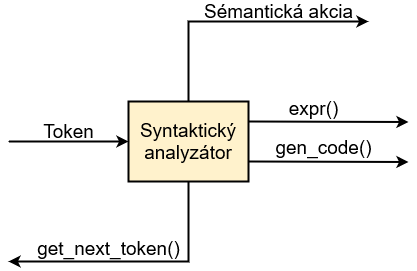 Sémantická akcia
expr()
Token
Syntaktický
analyzátor
gen_code()
get_next_token()